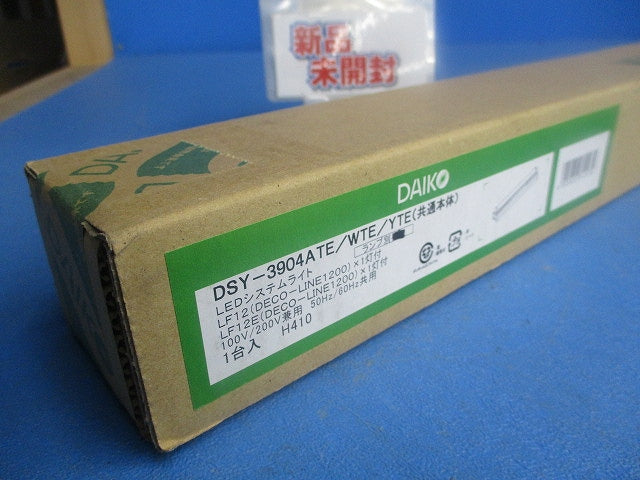 新品
未開封
DAIKO
DSY-3904ATE/WTE/YTE(共通本体)
LEDシステムライト ランプ別
LF12(DECO-LINE1200)×1灯付
LF12E(DECO-LINE1200)×1灯付
100V/200V兼用 50Hz/60Hz共用
1台入 H410
DH